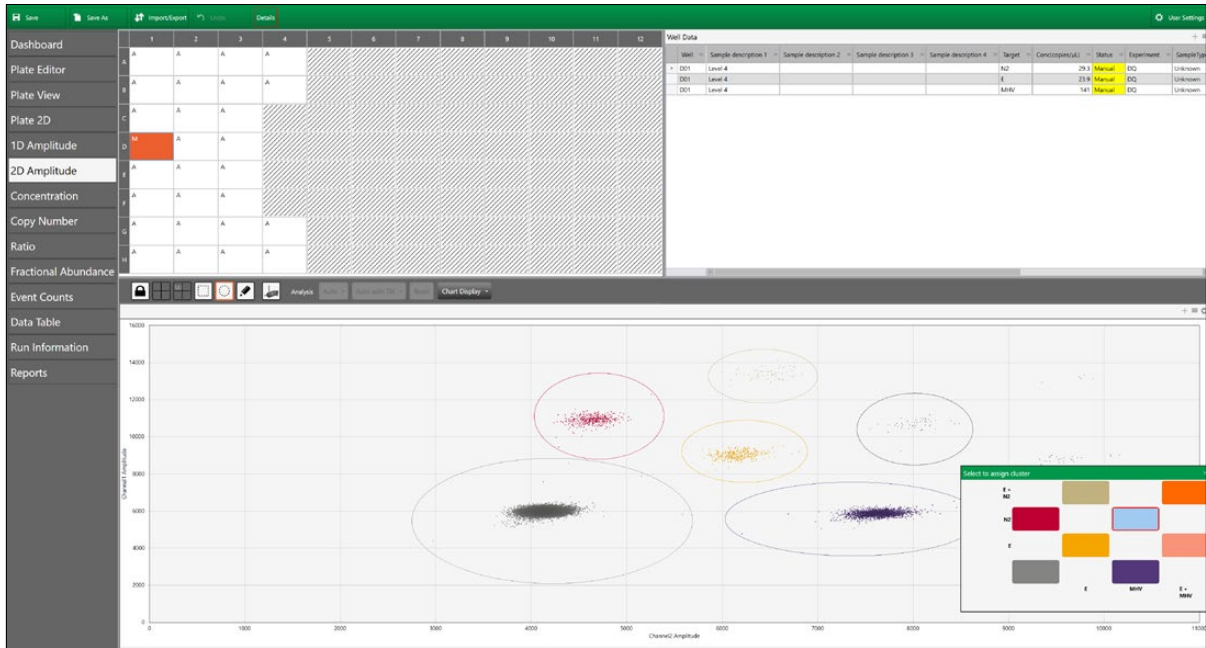 Save Save As Import/Export Undo Details User Settings
Dashboard
Plate Editor
Plate View
Plate 2D
1D Amplitude
2D Amplitude
Concentration
Copy Number
Ratio
Fractional Abundance
Event Counts
Data Table
Run Information
Reports
1 2 3 4 5 6 7 8 9 10 11 12
A A A A A
B A A A A
C A A A
D M A A
E A A A
F A A A
G A A A A
H A A A A
Well Data
Well Sample description 1 Sample description 2 Sample description 3 Sample description 4 Target Conc(copies/µL) Status Experiment SampleType
D01 Level 4 N2 29.3 Manual DQ Unknown
D01 Level 4 E 23.9 Manual DQ Unknown
D01 Level 4 MHV 141 Manual DQ Unknown
Analysis Auto Reset Chart Display
16000
14000
12000
10000
8000
6000
4000
2000
0
Channel1 Amplitude
0 1000 2000 3000 4000 5000 6000 7000 8000 9000 10000 11000
Channel2 Amplitude
Select to assign cluster
E +
N2
N2
E
E MHV E +
MHV